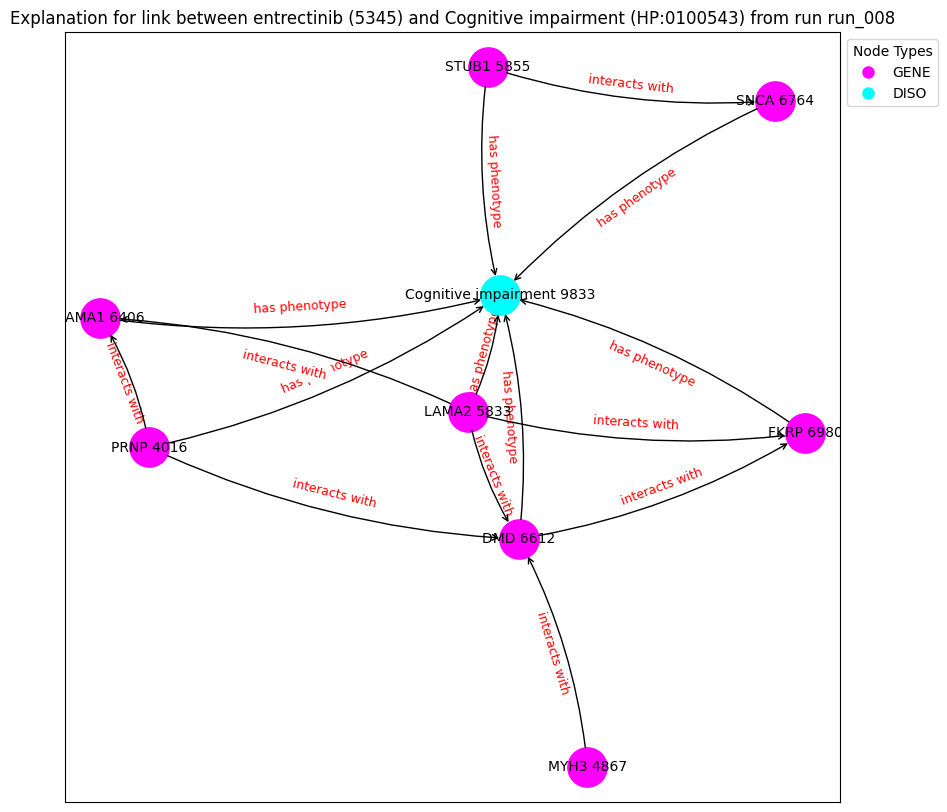 Explanation for link between entrectinib (5345) and Cognitive impairment (HP:0100543) from run run_008
Node Types
GENE
DISO
STUB1 5855
interacts with
SNCA 6764
has phenotype
has phenotype
Cognitive impairment 9833
has phenotype
AMA1 6406
interacts with
has phenotype
has phenotype
interacts with
has phenotype
has phenotype
LAMA2 5833
interacts with
FKRP 6980
PRNP 4016
interacts with
interacts with
interacts with
DMD 6612
interacts with
MYH3 4867